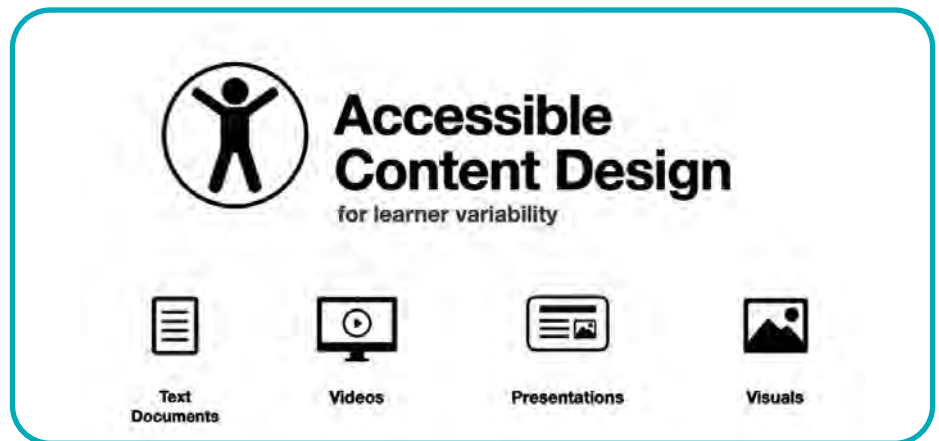 Accessible
Content Design
for learner variability
Text
Documents
Videos
Presentations
Visuals